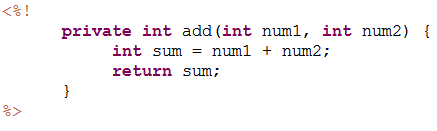 <%!
private int add(int num1, int num2) {
int sum = num1 + num2;
return sum;
}
%>